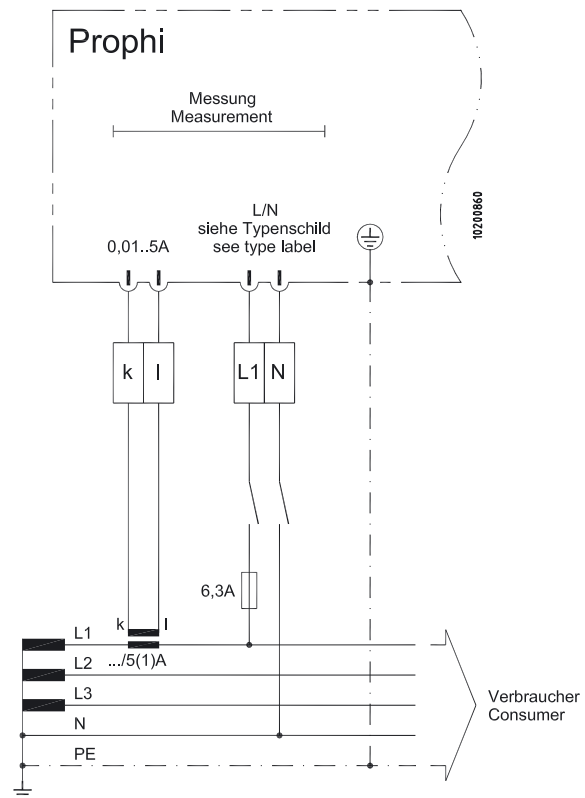 Prophi
Messung
Measurement
10200860
L/N
siehe Typenschild
see type label
0,01..5A
k l L1 N
6,3A
k l
L1
.../5(1)A
L2
L3
N
PE
Verbraucher
Consumer